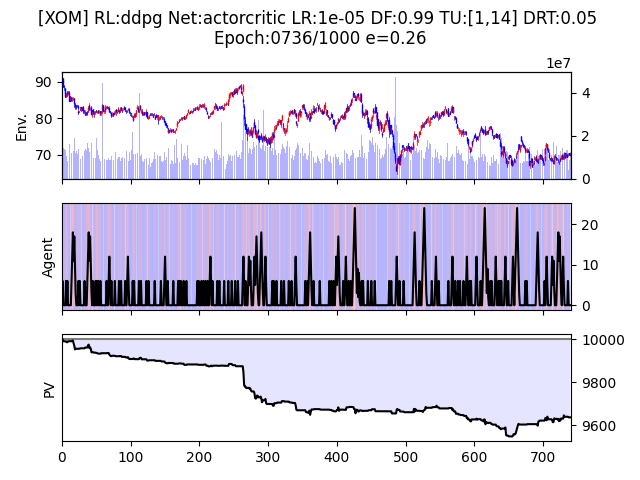 [XOM] RL:ddpg Net:actorcritic LR:1e-05 DF:0.99 TU:[1,14] DRT:0.05
Epoch:0736/1000 e=0.26
1e7
Env.
90
80
70
4
2
0
Agent
20
10
0
PV
10000
9800
9600
0 100 200 300 400 500 600 700